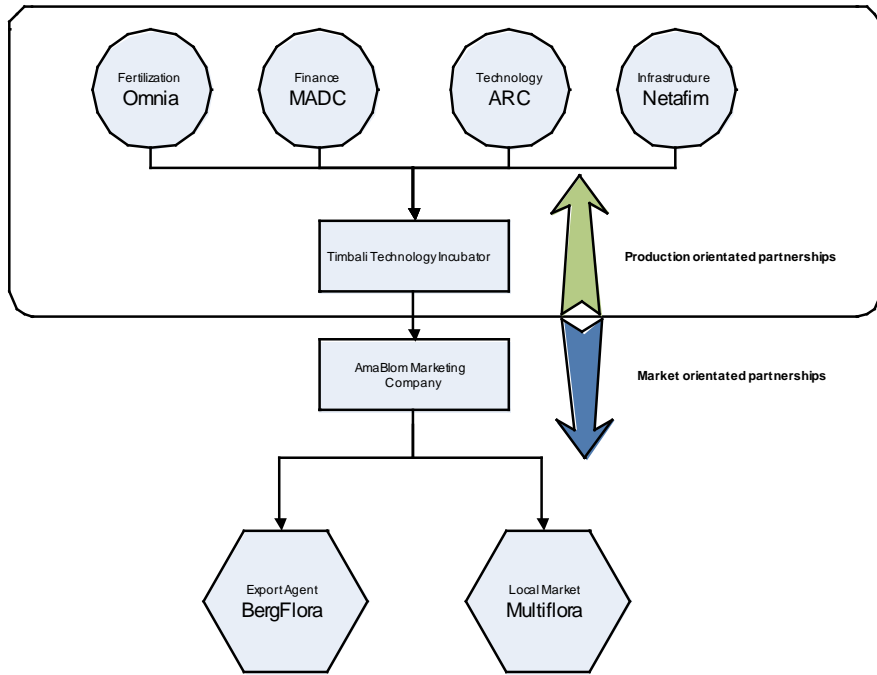 Fertilization
Omnia
Finance
MADC
Technology
ARC
Infrastructure
Netafim
Timbali Technology Incubator
Production orientated partnerships
AmaBlom Marketing
Company
Market orientated partnerships
Export Agent
BergFlora
Local Market
Multiflora